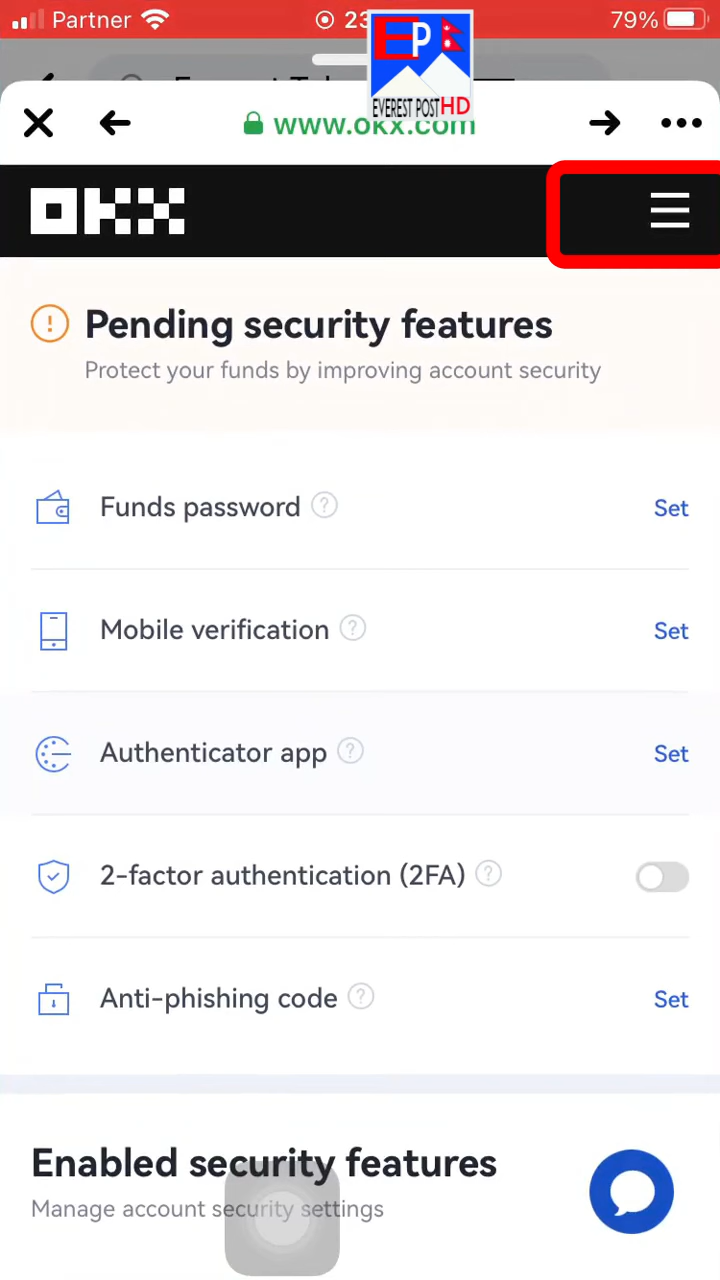 Partner
23
79%
EP
EVEREST POST HD
www.okx.com
OKX
Pending security features
Protect your funds by improving account security
Funds password
Set
Mobile verification
Set
Authenticator app
Set
2-factor authentication (2FA)
Anti-phishing code
Set
Enabled security features
Manage account security settings